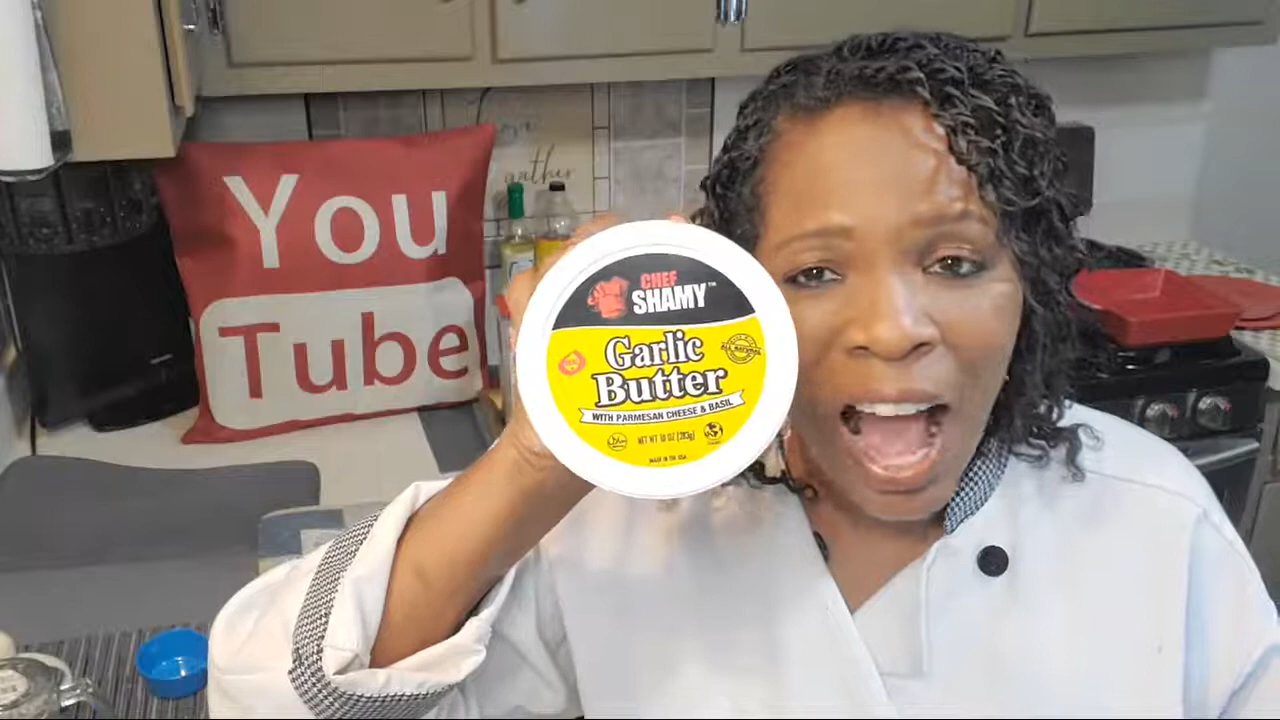 You
Tube
gather
CHEF
SHAMY™
Garlic
Butter
WITH PARMESAN CHEESE & BASIL
NET WT 10 OZ (283g)
MADE IN THE USA